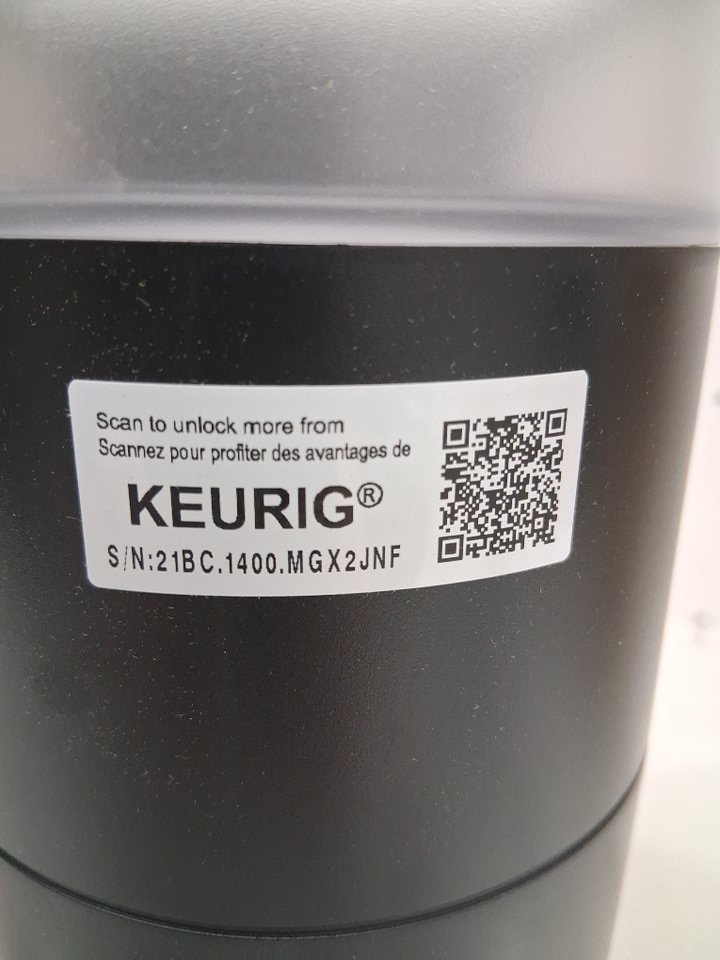 Scan to unlock more from
Scannez pour profiter des avantages de
KEURIG®
S/N:21BC.1400.MGX2JNF